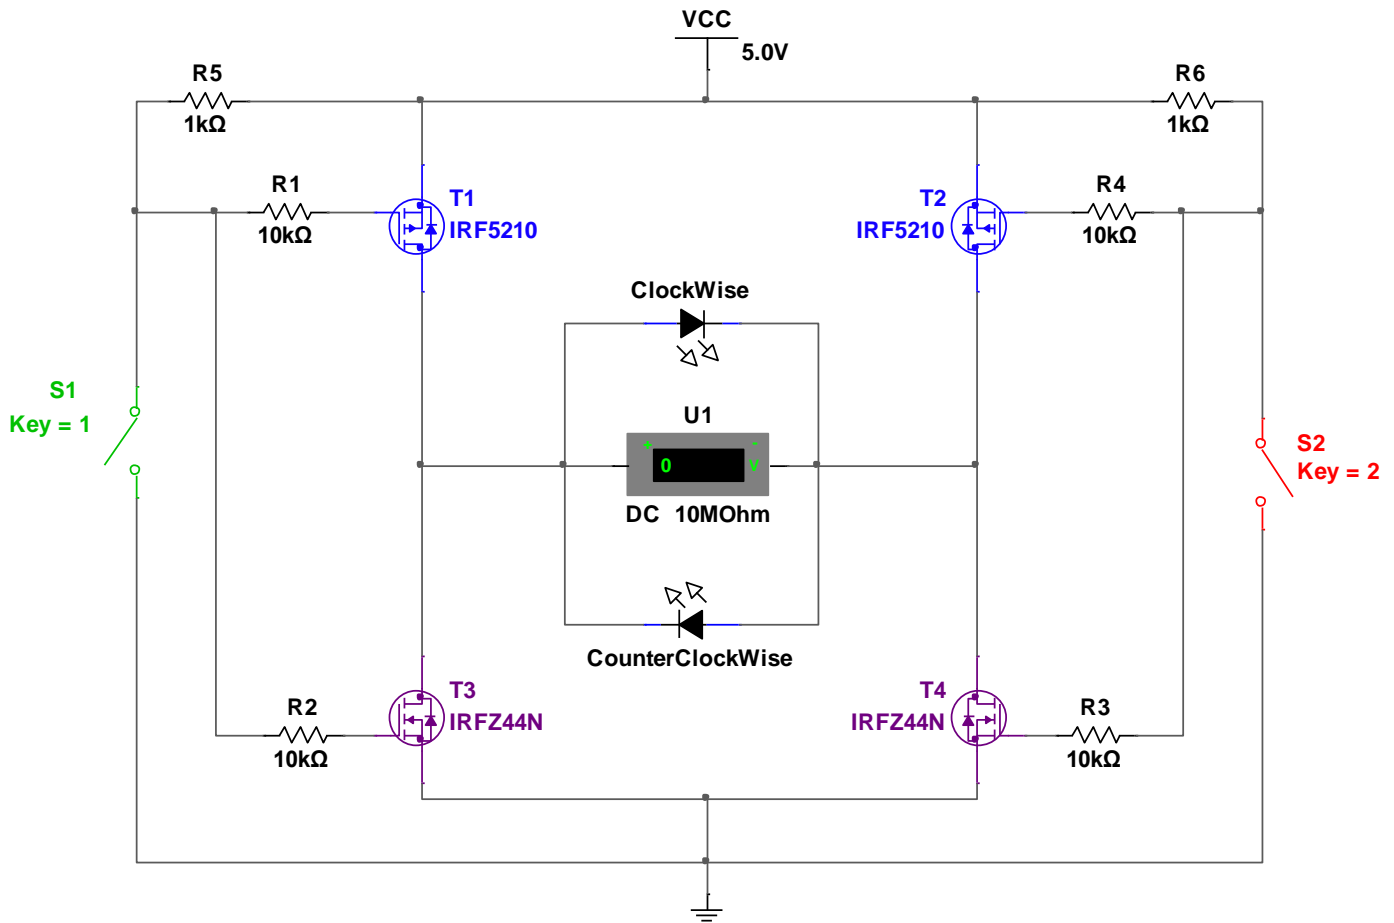 VCC
5.0V
R5
1kΩ
R6
1kΩ
R1
10kΩ
T1
IRF5210
T2
IRF5210
R4
10kΩ
ClockWise
S1
Key = 1
U1
+
-
0
V
DC 10MOhm
S2
Key = 2
CounterClockWise
R2
10kΩ
T3
IRFZ44N
T4
IRFZ44N
R3
10kΩ